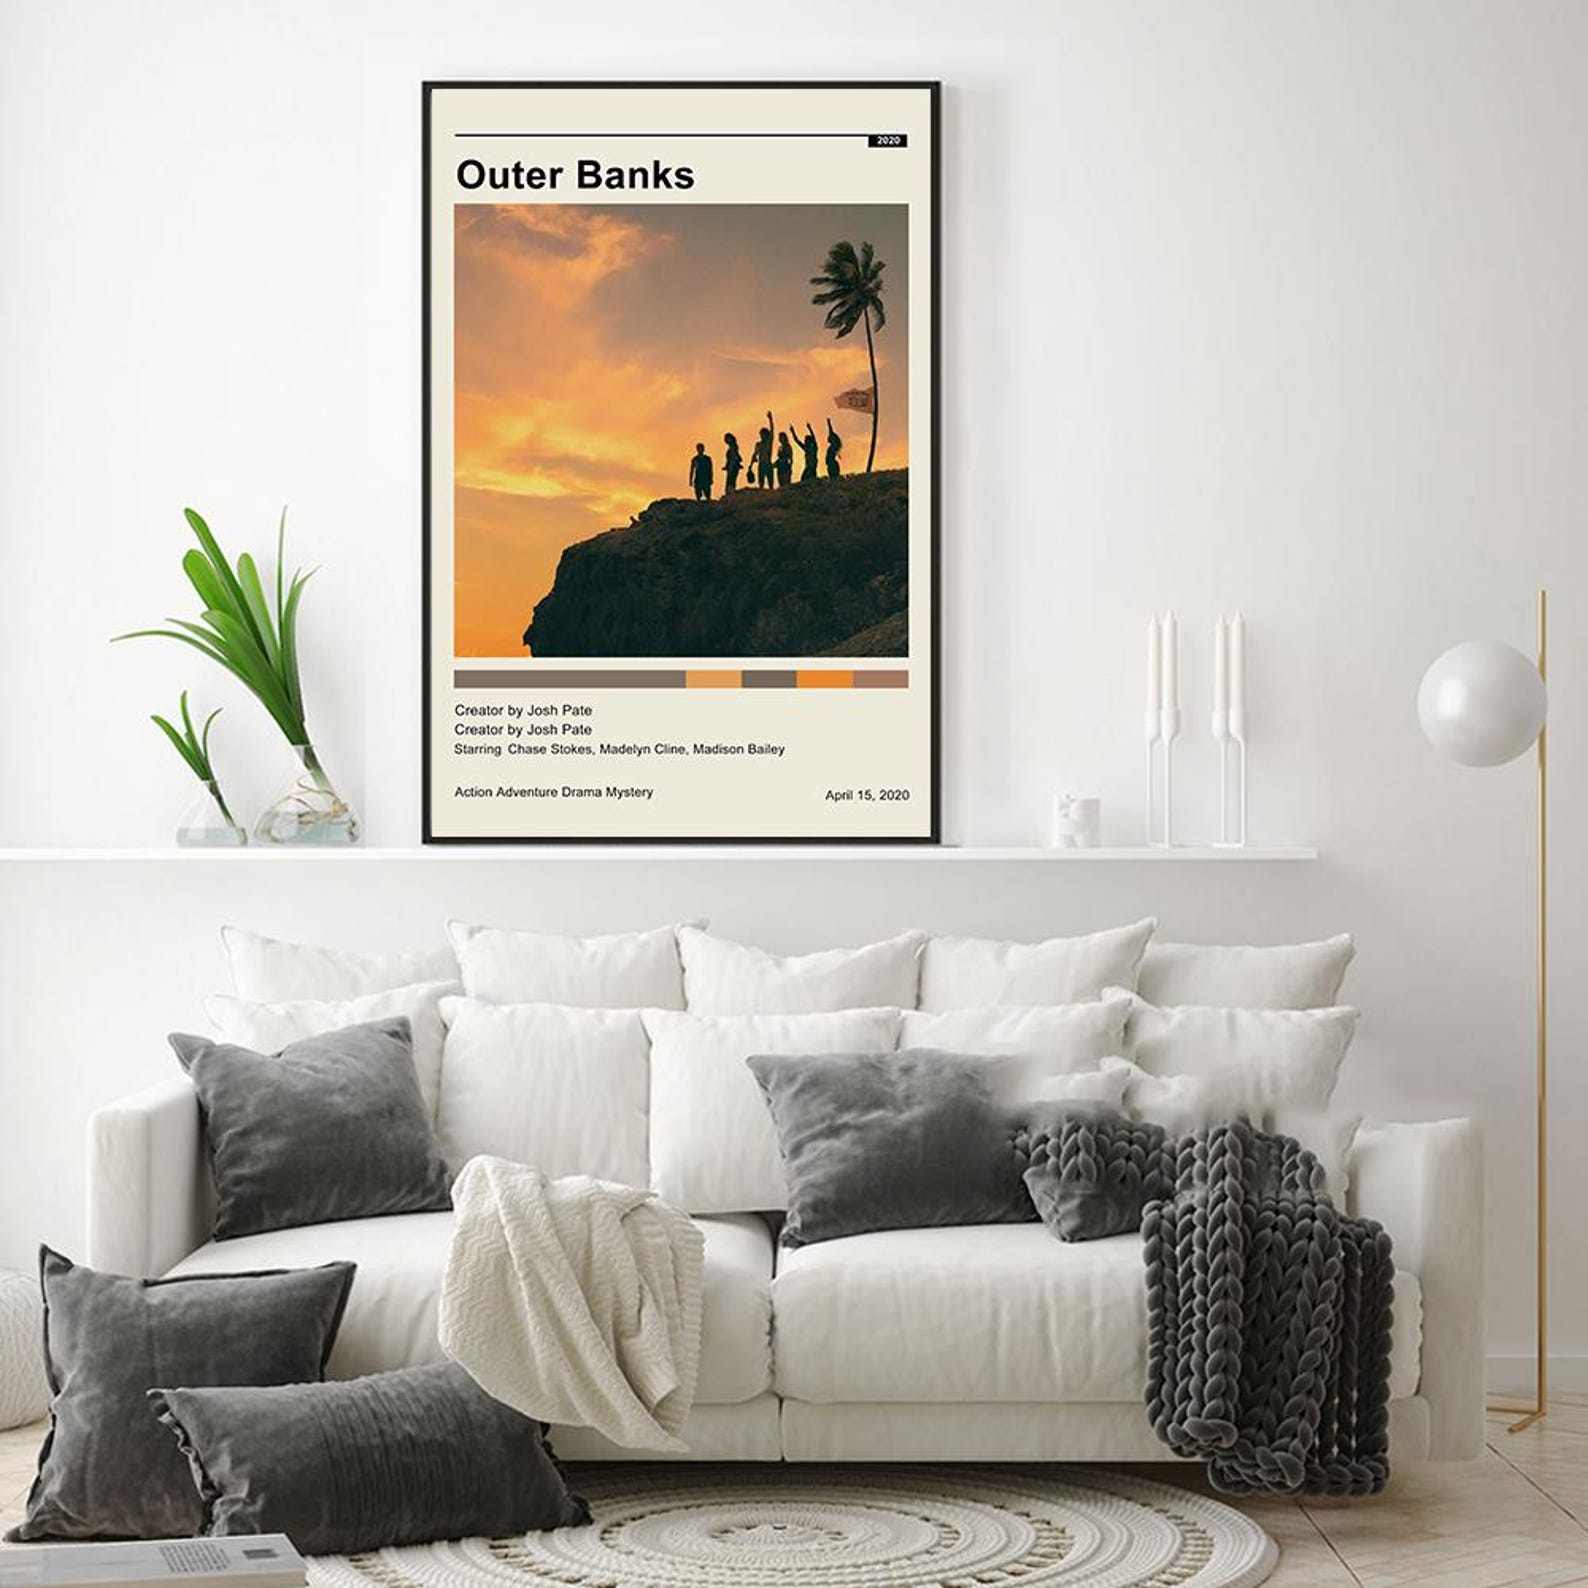 2020
Outer Banks
Creator by Josh Pate
Creator by Josh Pate
Starring Chase Stokes, Madelyn Cline, Madison Bailey
Action Adventure Drama Mystery
April 15, 2020